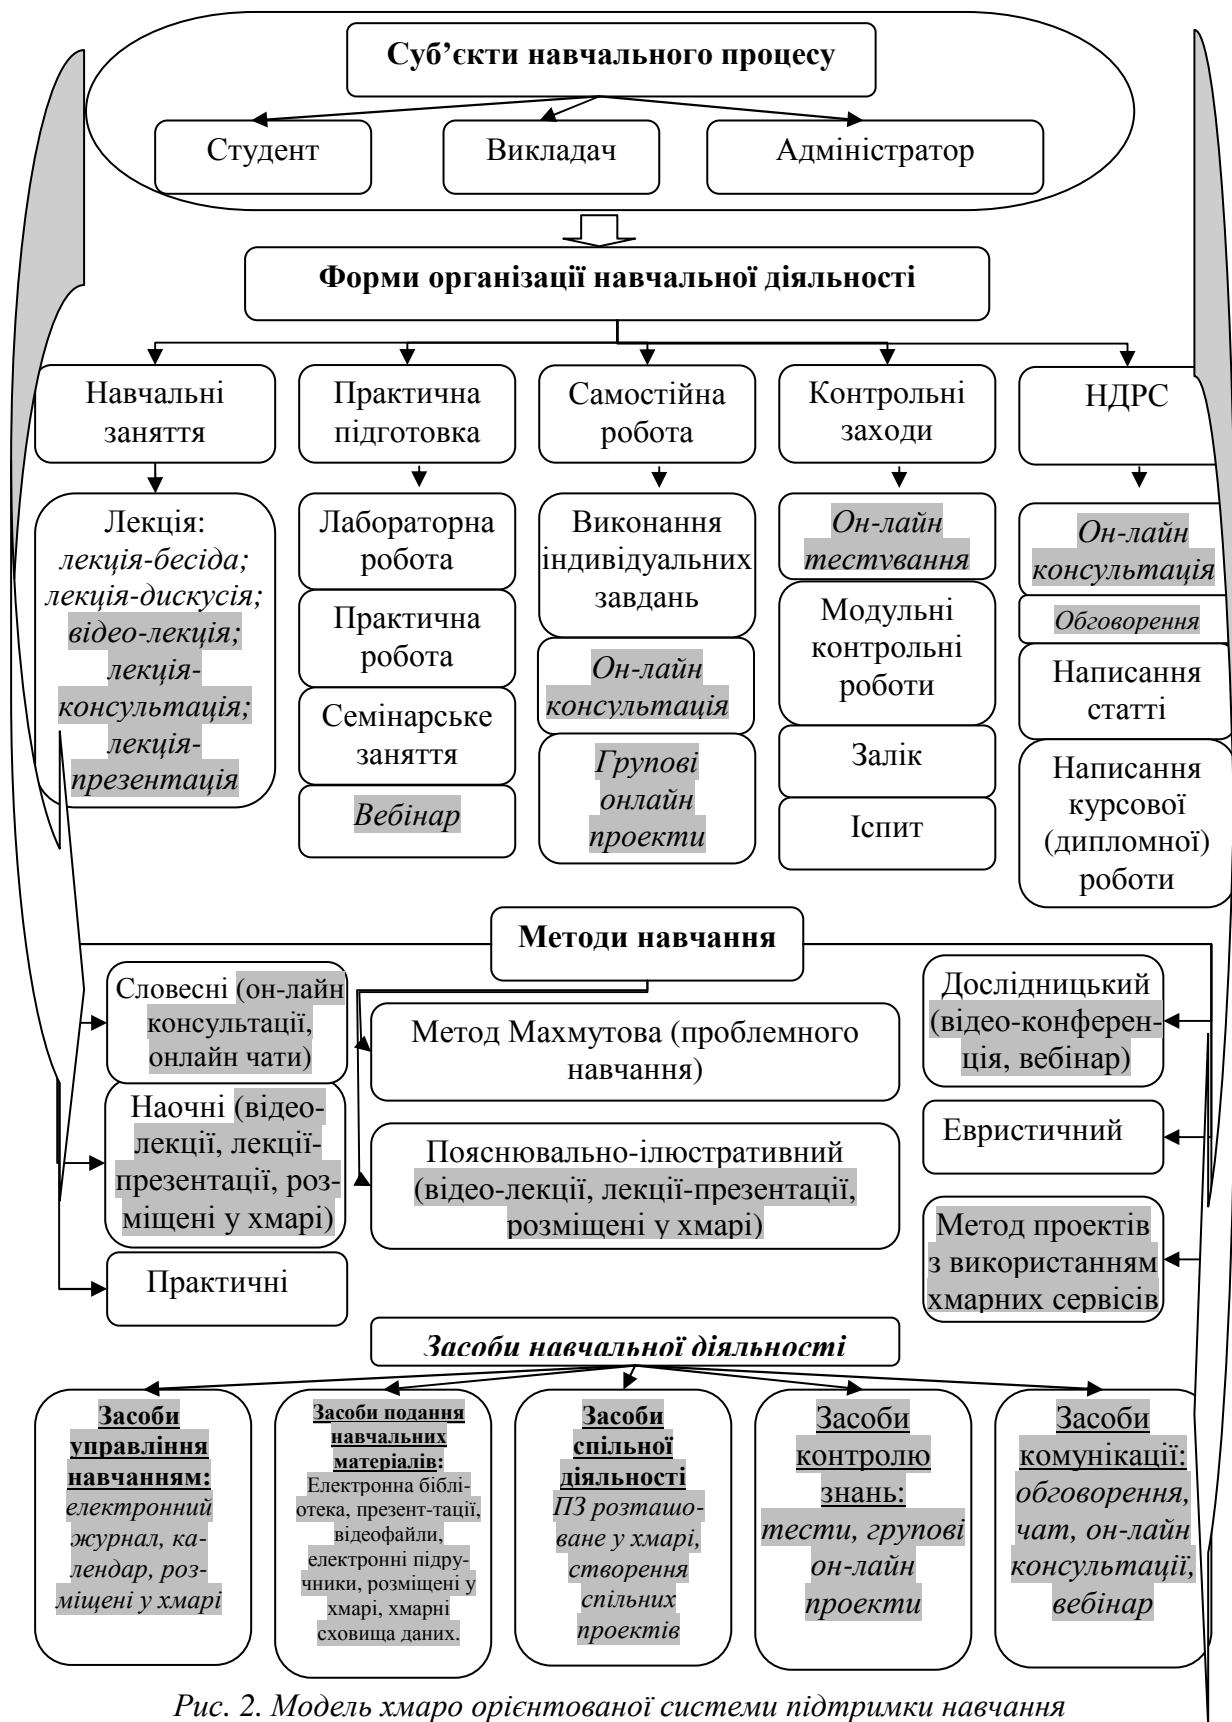 Суб’єкти навчального процесу
Студент
Викладач
Адміністратор
Форми організації навчальної діяльності
Навчальні
заняття
Практична
підготовка
Самостійна
робота
Контрольні
заходи
НДРС
Лекція:
лекція-бесіда;
лекція-дискусія;
відео-лекція;
лекція-
консультація;
лекція-
презентація
Лабораторна
робота
Практична
робота
Семінарське
заняття
Вебінар
Виконання
індивідуальних
завдань
Он-лайн
консультація
Групові
онлайн
проекти
Он-лайн
тестування
Модульні
контрольні
роботи
Залік
Іспит
Он-лайн
консультація
Обговорення
Написання
статті
Написання
курсової
(дипломної)
роботи
Методи навчання
Словесні (он-лайн
консультації,
онлайн чати)
Наочні (відео-
лекції, лекції-
презентації, роз-
міщені у хмарі)
Практичні
Метод Махмутова (проблемного
навчання)
Пояснювально-ілюстративний
(відео-лекції, лекції-презентації,
розміщені у хмарі)
Дослідницький
(відео-конферен-
ція, вебінар)
Евристичний
Метод проектів
з використанням
хмарних сервісів
Засоби навчальної діяльності
Засоби
управління
навчанням:
електронний
журнал, ка-
лендар, роз-
міщені у хмарі
Засоби подання
навчальних
матеріалів:
Електронна біблі-
отека, презент-тації,
відеофайли,
електронні підру-
чники, розміщені у
хмарі, хмарні
сховища даних.
Засоби
спільної
діяльності
ПЗ розташо-
ване у хмарі,
створення
спільних
проектів
Засоби
контролю
знань:
тести, групові
он-лайн
проекти
Засоби
комунікації:
обговорення,
чат, он-лайн
консультації,
вебінар
Рис. 2. Модель хмаро орієнтованої системи підтримки навчання